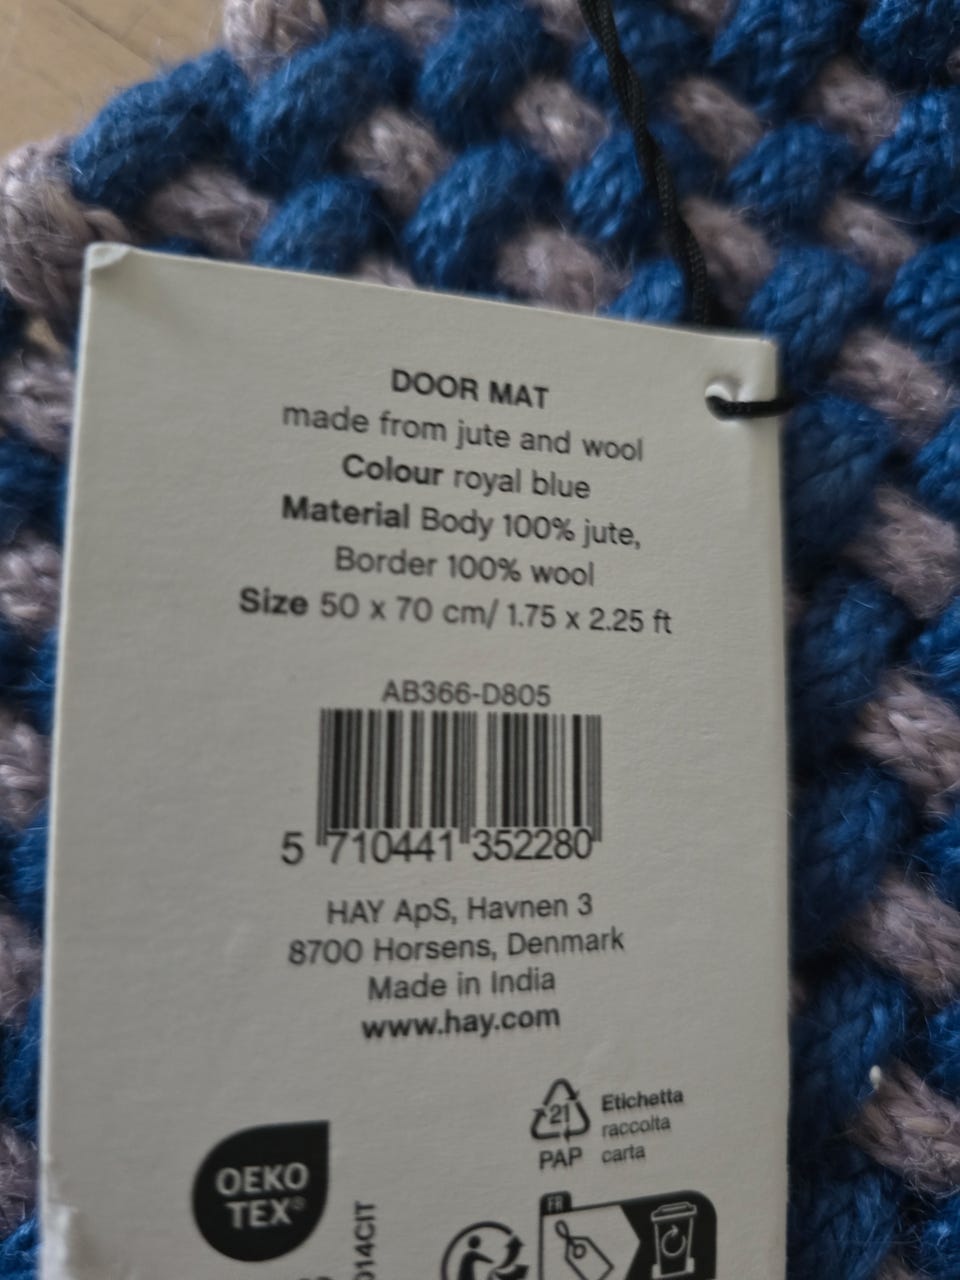 DOOR MAT
made from jute and wool
Colour royal blue
Material Body 100% jute,
Border 100% wool
Size 50 x 70 cm/ 1.75 x 2.25 ft
AB366-D805
5 710441 352280
HAY ApS, Havnen 3
8700 Horsens, Denmark
Made in India
www.hay.com
21
PAP
Etichetta
raccolta
carta
OEKO
TEX®
014CIT
FR